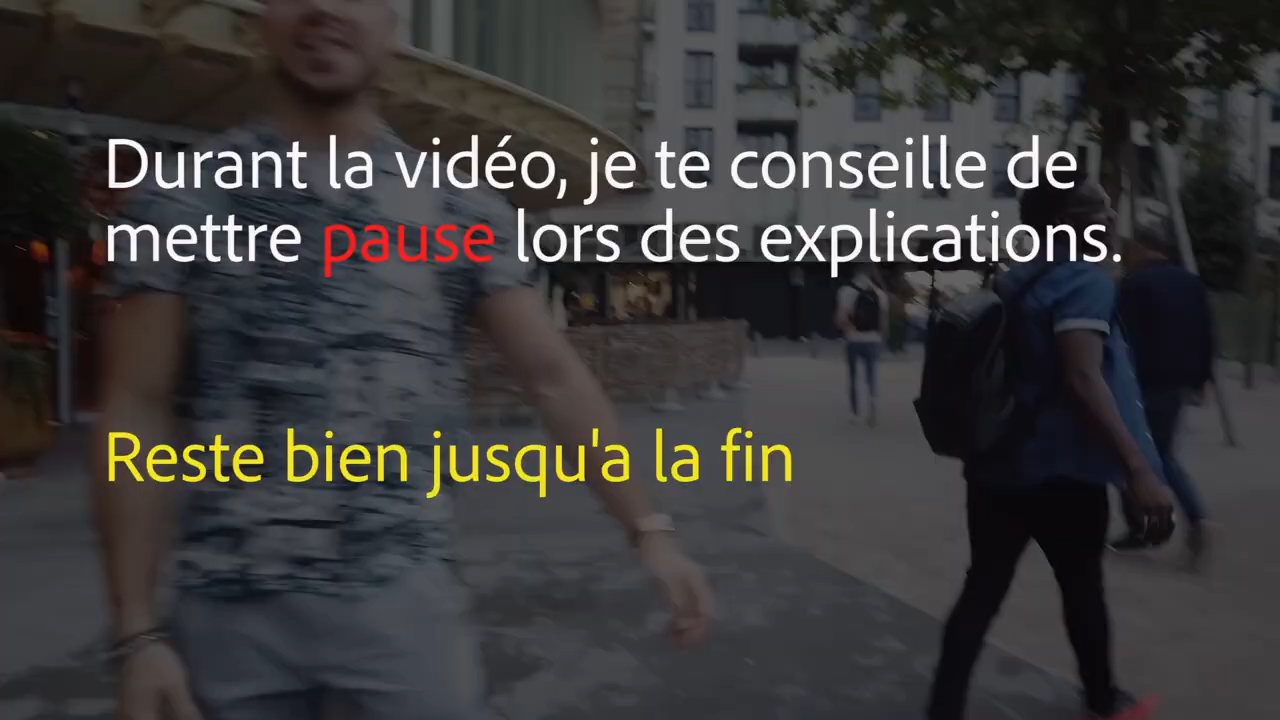 Durant la vidéo, je te conseille de
mettre pause lors des explications.
Reste bien jusqu'a la fin